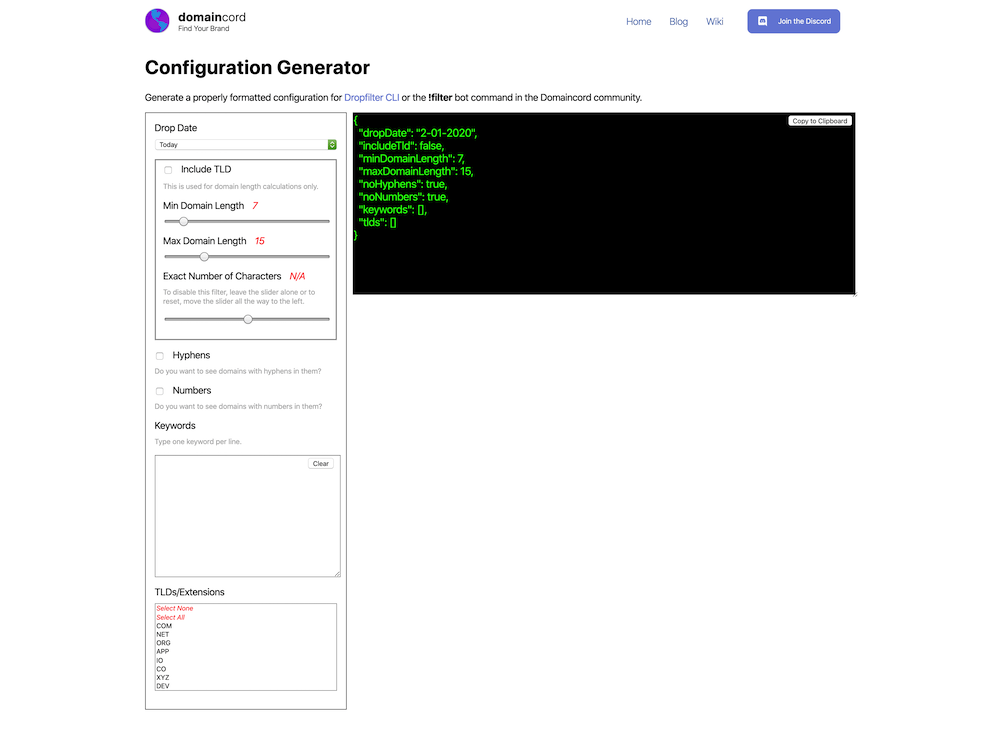 domaincord
Find Your Brand
Home
Blog
Wiki
Join the Discord
Configuration Generator
Generate a properly formatted configuration for Dropfilter CLI or the !filter bot command in the Domaincord community.
Drop Date
Today
Include TLD
This is used for domain length calculations only.
Min Domain Length 7
Max Domain Length 15
Exact Number of Characters N/A
To disable this filter, leave the slider alone or to
reset, move the slider all the way to the left.
Hyphens
Do you want to see domains with hyphens in them?
Numbers
Do you want to see domains with numbers in them?
Keywords
Type one keyword per line.
Clear
TLDs/Extensions
Select None
Select All
COM
NET
ORG
APP
IO
CO
XYZ
DEV
Copy to Clipboard
{
"dropDate": "2-01-2020",
"includeTld": false,
"minDomainLength": 7,
"maxDomainLength": 15,
"noHyphens": true,
"noNumbers": true,
"keywords": [],
"tlds": []
}